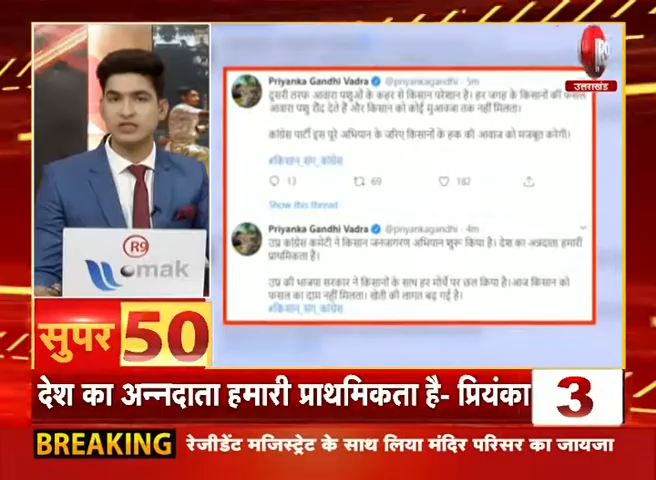 Priyanka Gandhi Vadra @priyankagandhi · 5m
दूसरी तरफ आवारा पशुओं के कहर से किसान परेशान है। हर जगह के किसानों की फसल
आवारा पशु रौंद देते हैं और किसान को कोई मुआवजा तक नहीं मिलता।
कांग्रेस पार्टी इस पूरे अभियान के जरिए किसानों के हक की आवाज को मजबूत करेगी।
#किसान_संग_कांग्रेस
13 69 182
Show this thread
Priyanka Gandhi Vadra @priyankagandhi · 4m
उप्र कांग्रेस कमेटी ने किसान जनजागरण अभियान शुरू किया है। देश का अन्नदाता हमारी
प्राथमिकता है।
उप्र की भाजपा सरकार ने किसानों के साथ हर मोर्चे पर छल किया है।आज किसान को
फसल का दाम नहीं मिलता। खेती की लागत बढ़ गई है।
#किसान_संग_कांग्रेस
उत्तराखंड
R9
omak
सुपर 50
देश का अन्नदाता हमारी प्राथमिकता है- प्रियंका 3
BREAKING रेजीडेंट मजिस्ट्रेट के साथ लिया मंदिर परिसर का जायजा